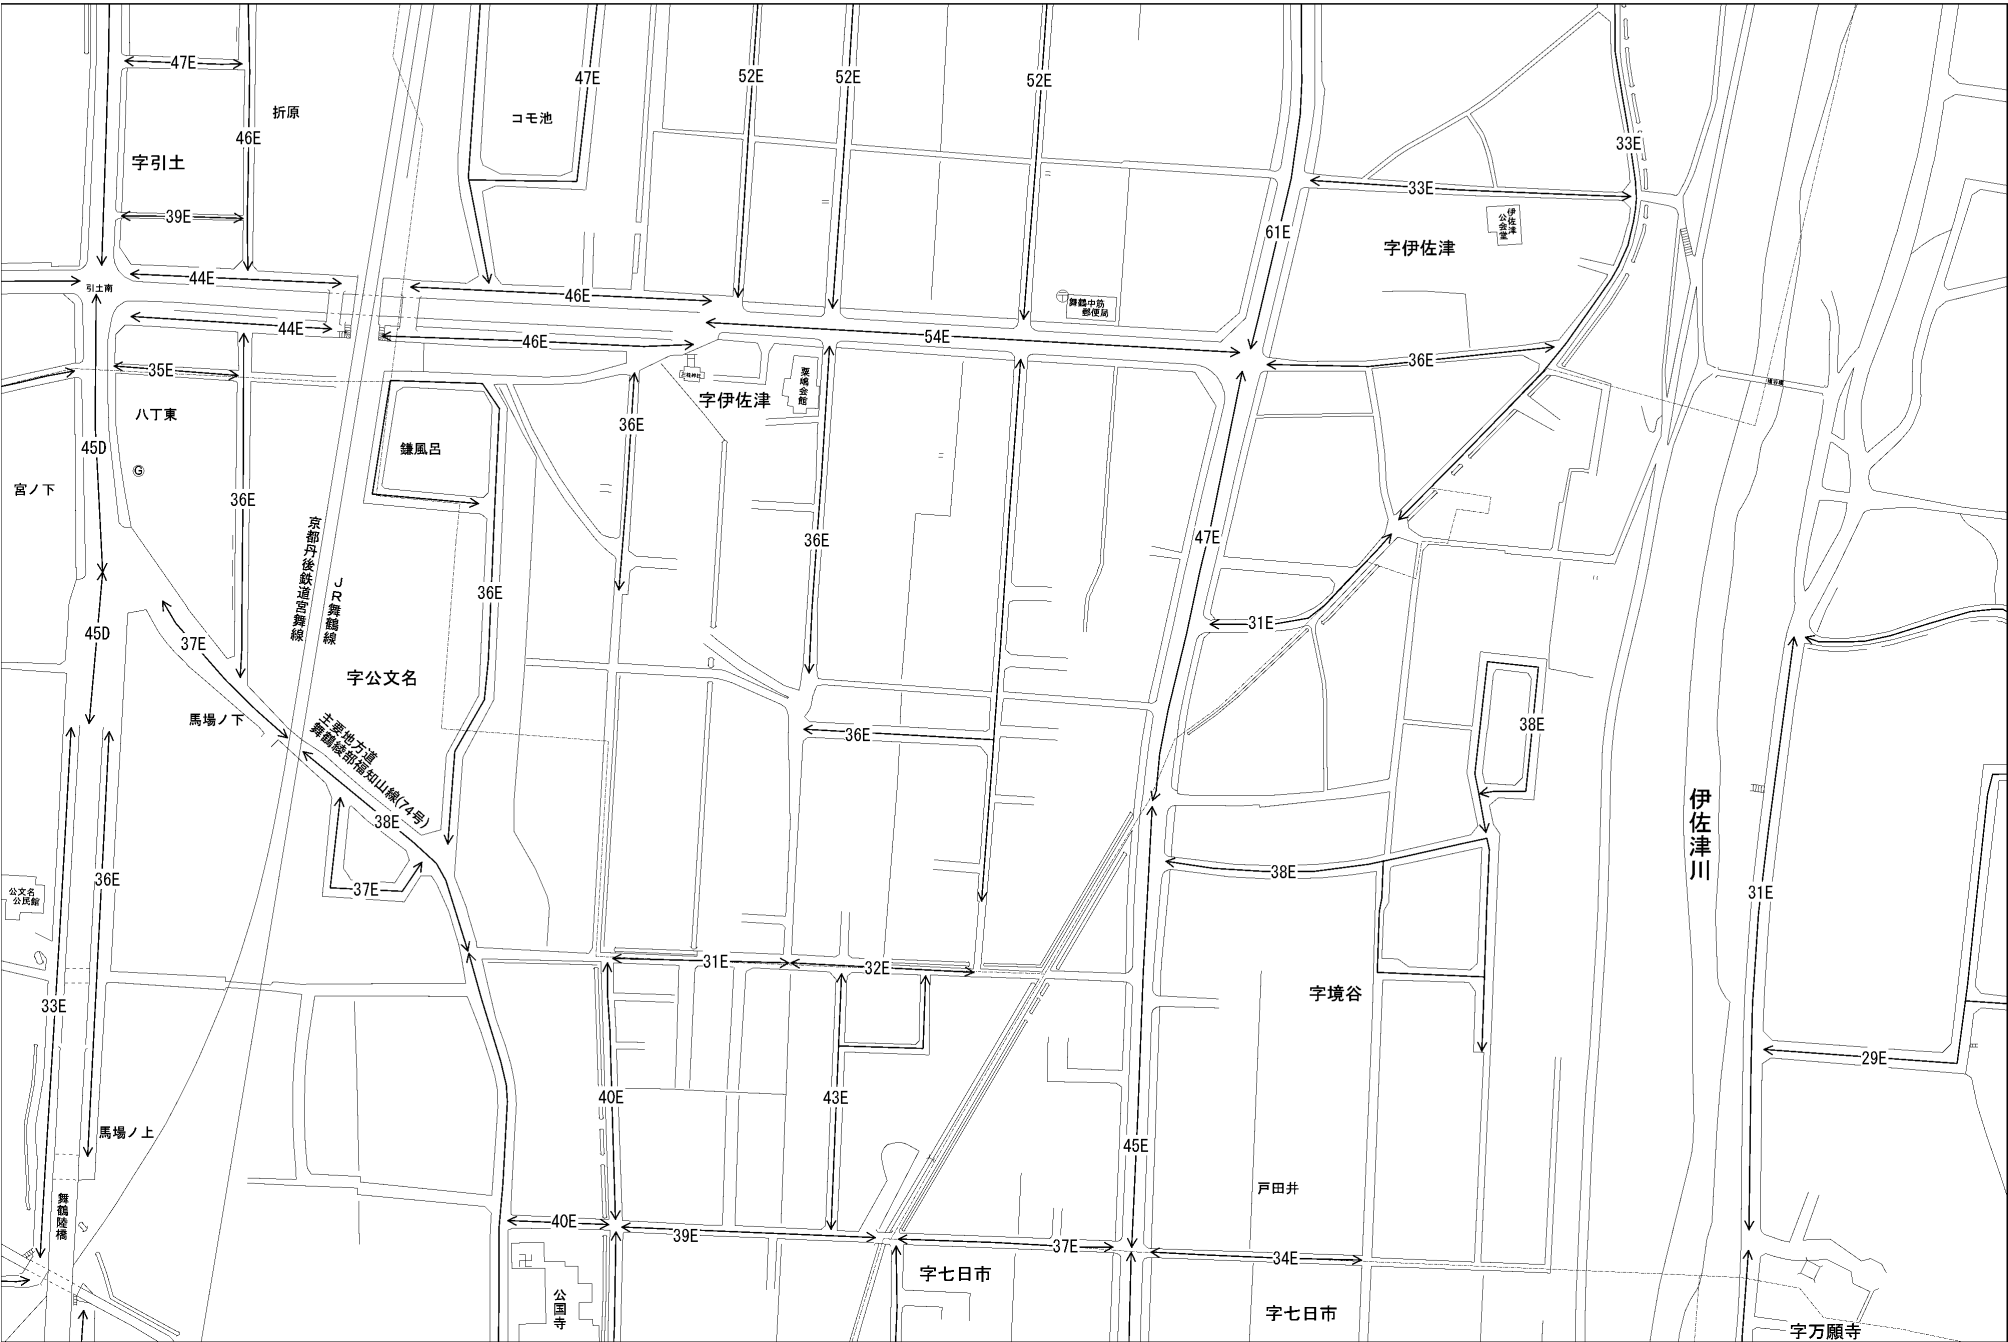 47E
47E
52E
52E
52E
折原
コモ池
46E
33E
字引土
33E
39E
伊佐津
公会堂
61E
字伊佐津
44E
引土南
46E
舞鶴中筋
郵便局
44E
46E
54E
35E
36E
粟嶋会館
字伊佐津
八丁東
36E
45D
鎌風呂
宮ノ下
G
36E
京都丹後鉄道宮舞線
JR舞鶴線
36E
47E
36E
31E
45D
37E
字公文名
馬場ノ下
主要地方道
舞鶴綾部福知山線(74号)
36E
38E
伊佐津川
38E
38E
37E
36E
公文名
公民館
31E
31E
32E
字境谷
33E
29E
40E
43E
馬場ノ上
45E
戸田井
舞鶴陸橋
40E
39E
37E
34E
字七日市
公国寺
字七日市
字万願寺